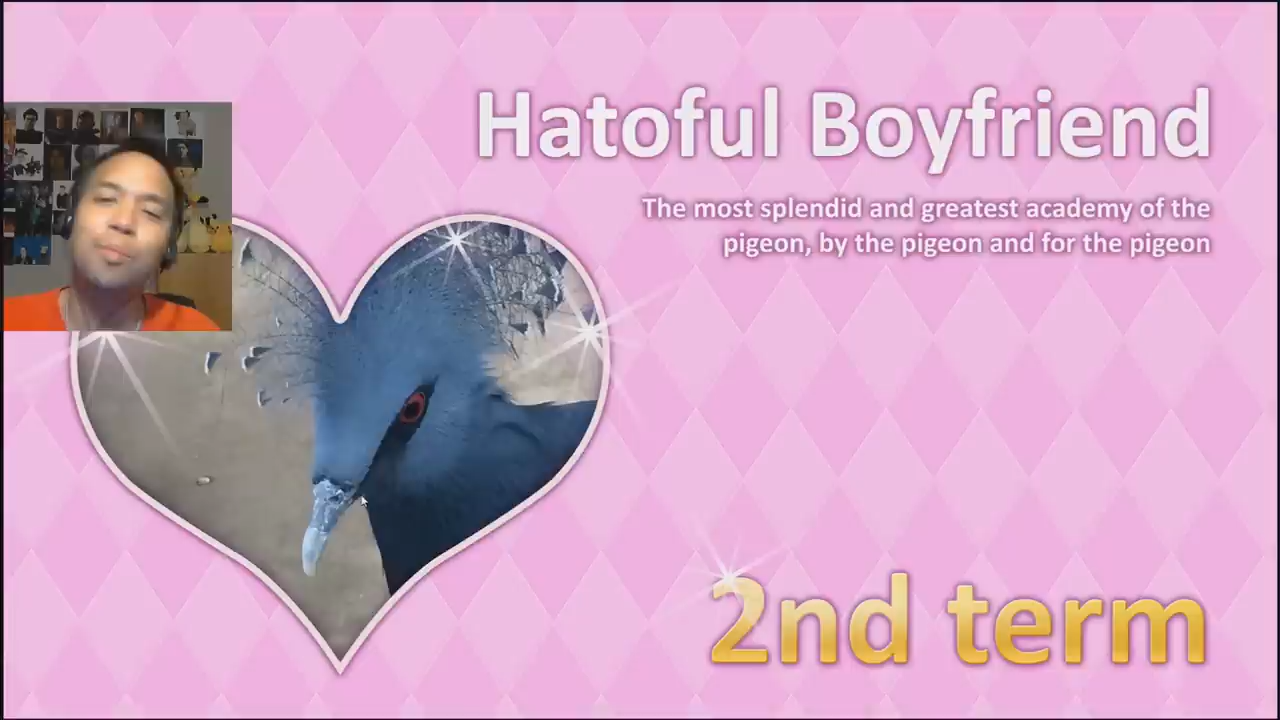 Hatoful Boyfriend
The most splendid and greatest academy of the
pigeon, by the pigeon and for the pigeon
2nd term